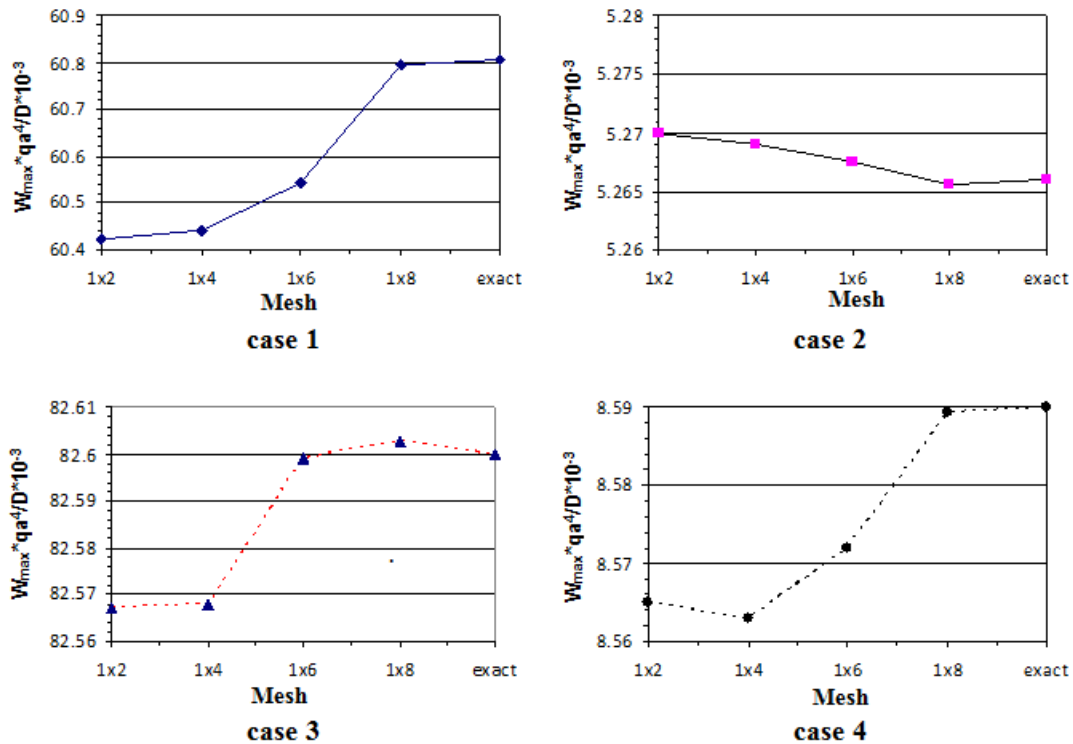 60.9
60.8
60.7
60.6
60.5
60.4
Wmax*qa⁴/D*10⁻³
1x2 1x4 1x6 1x8 exact
Mesh
case 1
5.28
5.275
5.27
5.265
5.26
Wmax*qa⁴/D*10⁻³
1x2 1x4 1x6 1x8 exact
Mesh
case 2
82.61
82.6
82.59
82.58
82.57
82.56
Wmax*qa⁴/D*10⁻³
1x2 1x4 1x6 1x8 exact
Mesh
case 3
8.59
8.58
8.57
8.56
Wmax*qa⁴/D*10⁻³
1x2 1x4 1x6 1x8 exact
Mesh
case 4